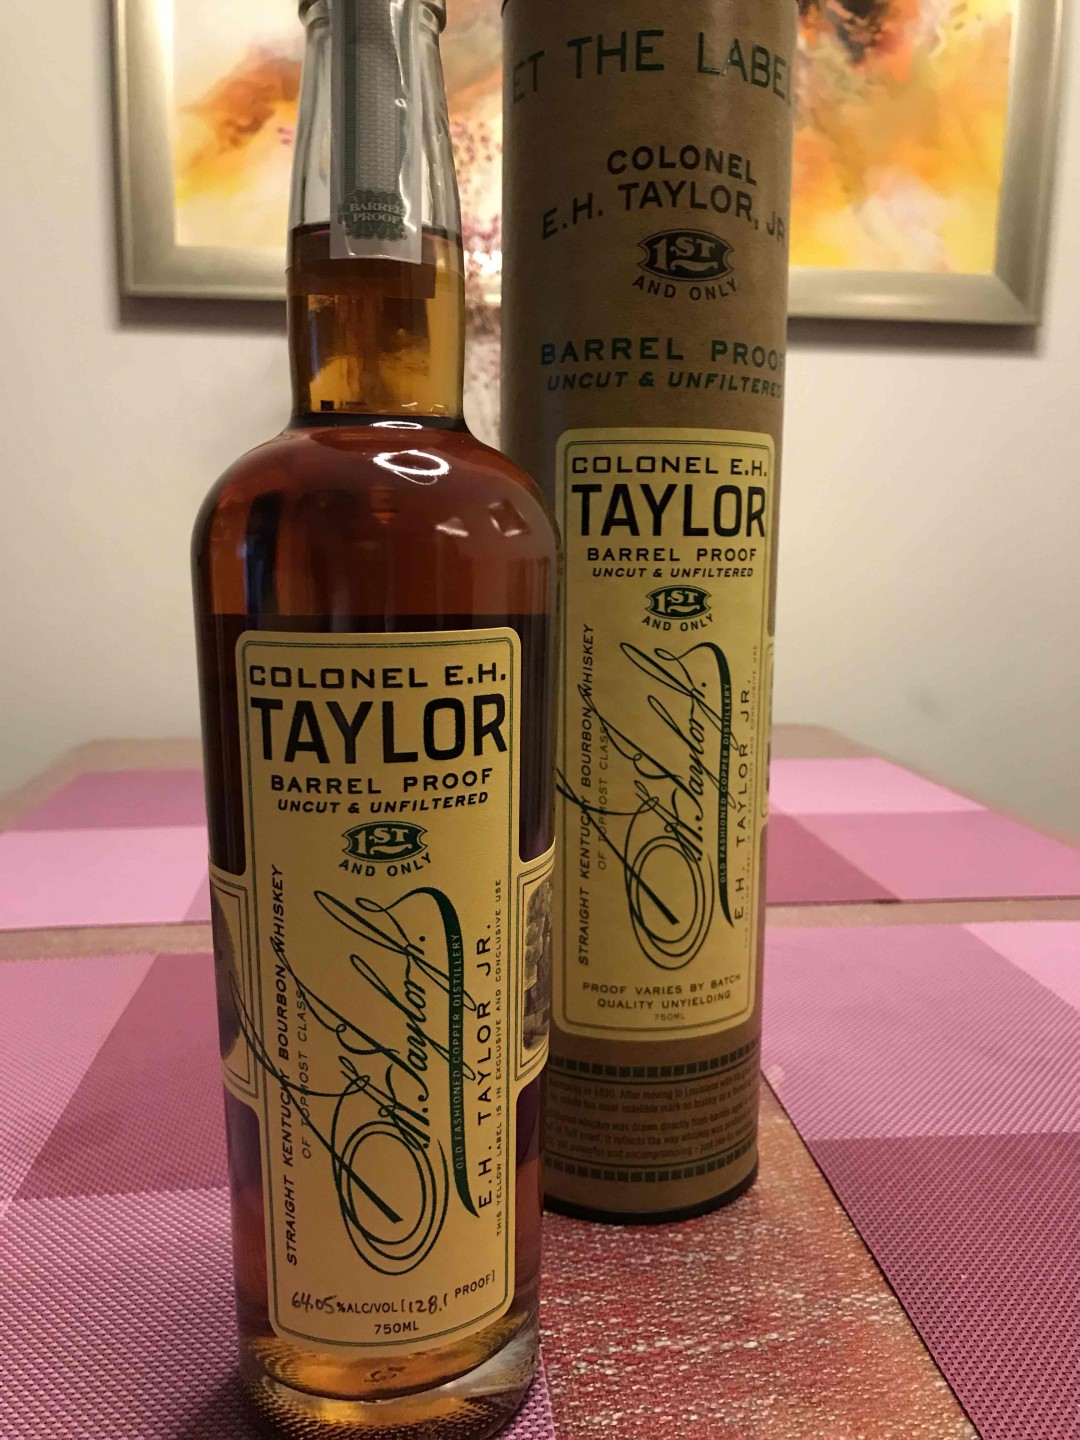 BARREL
PROOF
COLONEL E.H.
TAYLOR
BARREL PROOF
UNCUT & UNFILTERED
1ST
AND ONLY
STRAIGHT KENTUCKY BOURBON WHISKEY
OF TOPMOST CLASS
E.H. Taylor Jr.
OLD FASHIONED COPPER DISTILLERY
E.H. TAYLOR JR.
THIS YELLOW LABEL IS IN EXCLUSIVE AND CONCLUSIVE USE
64.05%ALC/VOL [128.1 PROOF]
750ML
ET THE LABEL
COLONEL
E.H. TAYLOR, JR
1ST
AND ONLY
BARREL PROOF
UNCUT & UNFILTERED
COLONEL E.H.
TAYLOR
BARREL PROOF
UNCUT & UNFILTERED
1ST
AND ONLY
STRAIGHT KENTUCKY BOURBON WHISKEY
OF TOPMOST CLASS
E.H. Taylor Jr.
OLD FASHIONED COPPER DISTILLERY
E.H. TAYLOR JR.
PROOF VARIES BY BATCH
QUALITY UNYIELDING
750ML